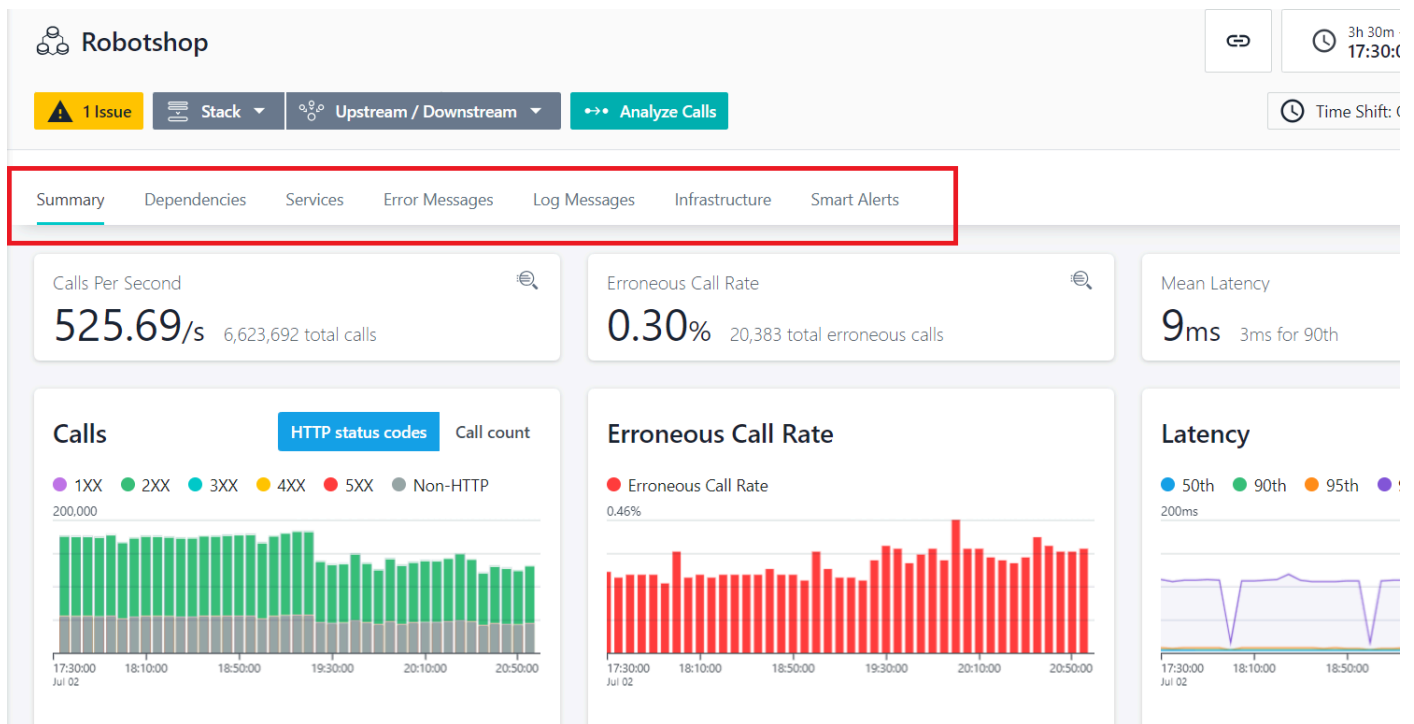 Robotshop
3h 30m
17:30:0
1 Issue
Stack
Upstream / Downstream
Analyze Calls
Time Shift:
Summary Dependencies Services Error Messages Log Messages Infrastructure Smart Alerts
Calls Per Second
525.69/s 6,623,692 total calls
Erroneous Call Rate
0.30% 20,383 total erroneous calls
Mean Latency
9ms 3ms for 90th
Calls
HTTP status codes Call count
1XX 2XX 3XX 4XX 5XX Non-HTTP
200,000
17:30:00 18:10:00 18:50:00 19:30:00 20:10:00 20:50:00
Jul 02
Erroneous Call Rate
Erroneous Call Rate
0.46%
17:30:00 18:10:00 18:50:00 19:30:00 20:10:00 20:50:00
Jul 02
Latency
50th 90th 95th
200ms
17:30:00 18:10:00 18:50:00
Jul 02